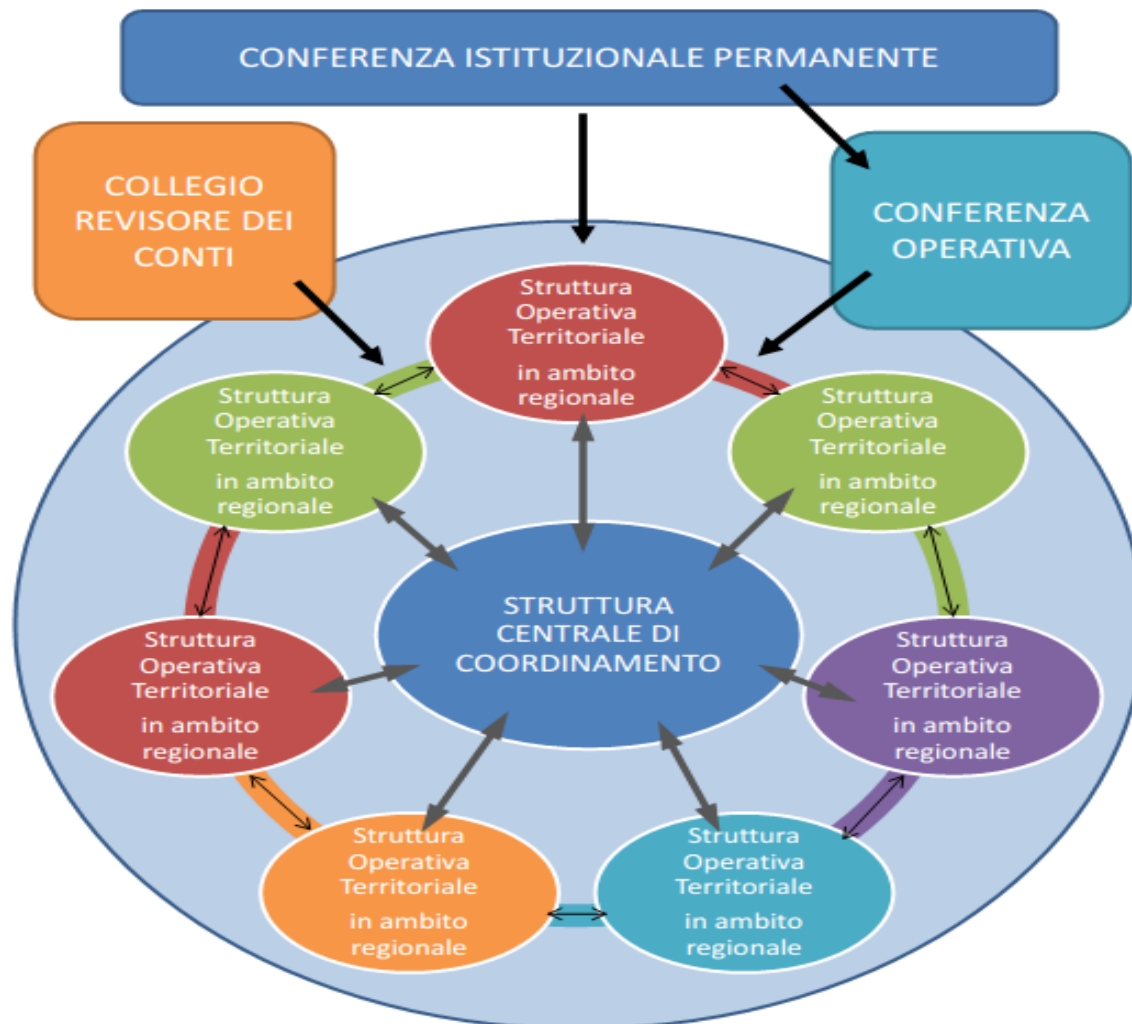 CONFERENZA ISTITUZIONALE PERMANENTE
COLLEGIO
REVISORE DEI
CONTI
CONFERENZA
OPERATIVA
Struttura
Operativa
Territoriale
in ambito
regionale
Struttura
Operativa
Territoriale
in ambito
regionale
Struttura
Operativa
Territoriale
in ambito
regionale
STRUTTURA
CENTRALE DI
COORDINAMENTO
Struttura
Operativa
Territoriale
in ambito
regionale
Struttura
Operativa
Territoriale
in ambito
regionale
Struttura
Operativa
Territoriale
in ambito
regionale
Struttura
Operativa
Territoriale
in ambito
regionale